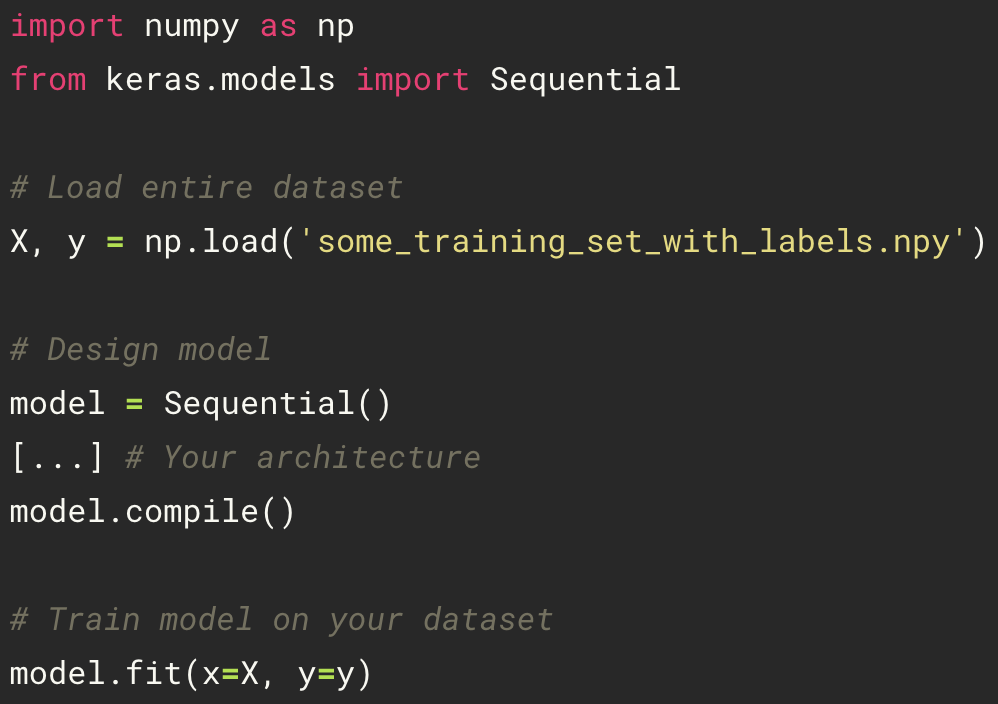 import numpy as np
from keras.models import Sequential
# Load entire dataset
X, y = np.load('some_training_set_with_labels.npy')
# Design model
model = Sequential()
[...] # Your architecture
model.compile()
# Train model on your dataset
model.fit(x=X, y=y)